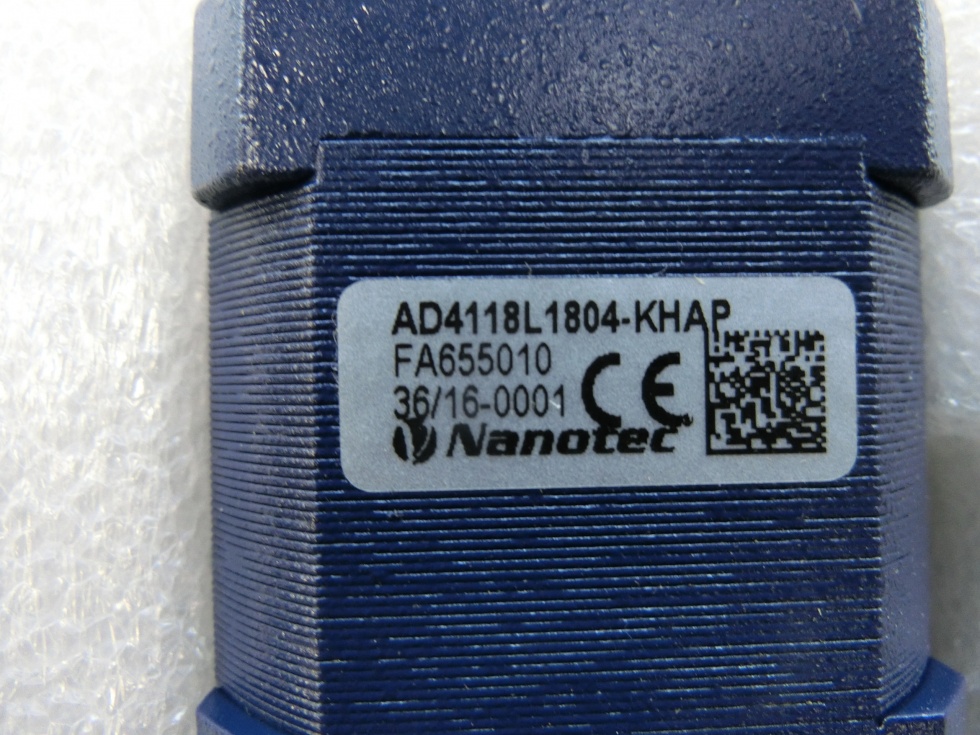 AD4118L1804-KHAP
FA655010
36/16-0001
CE
Nanotec